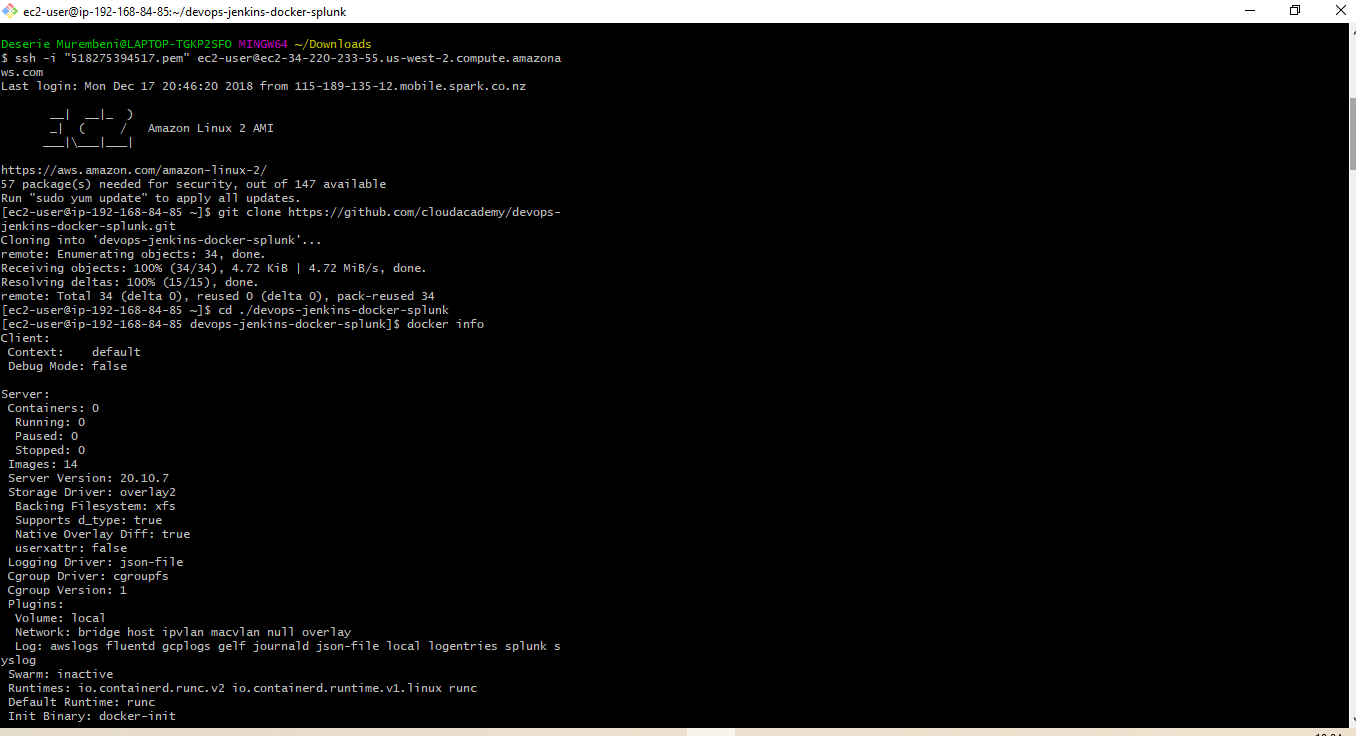 ec2-user@ip-192-168-84-85:~/devops-jenkins-docker-splunk
Deserie Murembeni@LAPTOP-TGKP2SFO MINGW64 ~/Downloads
$ ssh -i "518275394517.pem" ec2-user@ec2-34-220-233-55.us-west-2.compute.amazona
ws.com
Last login: Mon Dec 17 20:46:20 2018 from 115-189-135-12.mobile.spark.co.nz
       __|  __|_  )
       _|  (     /   Amazon Linux 2 AMI
      ___|\___|___|
https://aws.amazon.com/amazon-linux-2/
57 package(s) needed for security, out of 147 available
Run "sudo yum update" to apply all updates.
[ec2-user@ip-192-168-84-85 ~]$ git clone https://github.com/cloudacademy/devops-
jenkins-docker-splunk.git
Cloning into 'devops-jenkins-docker-splunk'...
remote: Enumerating objects: 34, done.
Receiving objects: 100% (34/34), 4.72 KiB | 4.72 MiB/s, done.
Resolving deltas: 100% (15/15), done.
remote: Total 34 (delta 0), reused 0 (delta 0), pack-reused 34
[ec2-user@ip-192-168-84-85 ~]$ cd ./devops-jenkins-docker-splunk
[ec2-user@ip-192-168-84-85 devops-jenkins-docker-splunk]$ docker info
Client:
 Context:    default
 Debug Mode: false
Server:
 Containers: 0
  Running: 0
  Paused: 0
  Stopped: 0
 Images: 14
 Server Version: 20.10.7
 Storage Driver: overlay2
  Backing Filesystem: xfs
  Supports d_type: true
  Native Overlay Diff: true
  userxattr: false
 Logging Driver: json-file
 Cgroup Driver: cgroupfs
 Cgroup Version: 1
 Plugins:
  Volume: local
  Network: bridge host ipvlan macvlan null overlay
  Log: awslogs fluentd gcplogs gelf journald json-file local logentries splunk s
yslog
 Swarm: inactive
 Runtimes: io.containerd.runc.v2 io.containerd.runtime.v1.linux runc
 Default Runtime: runc
 Init Binary: docker-init